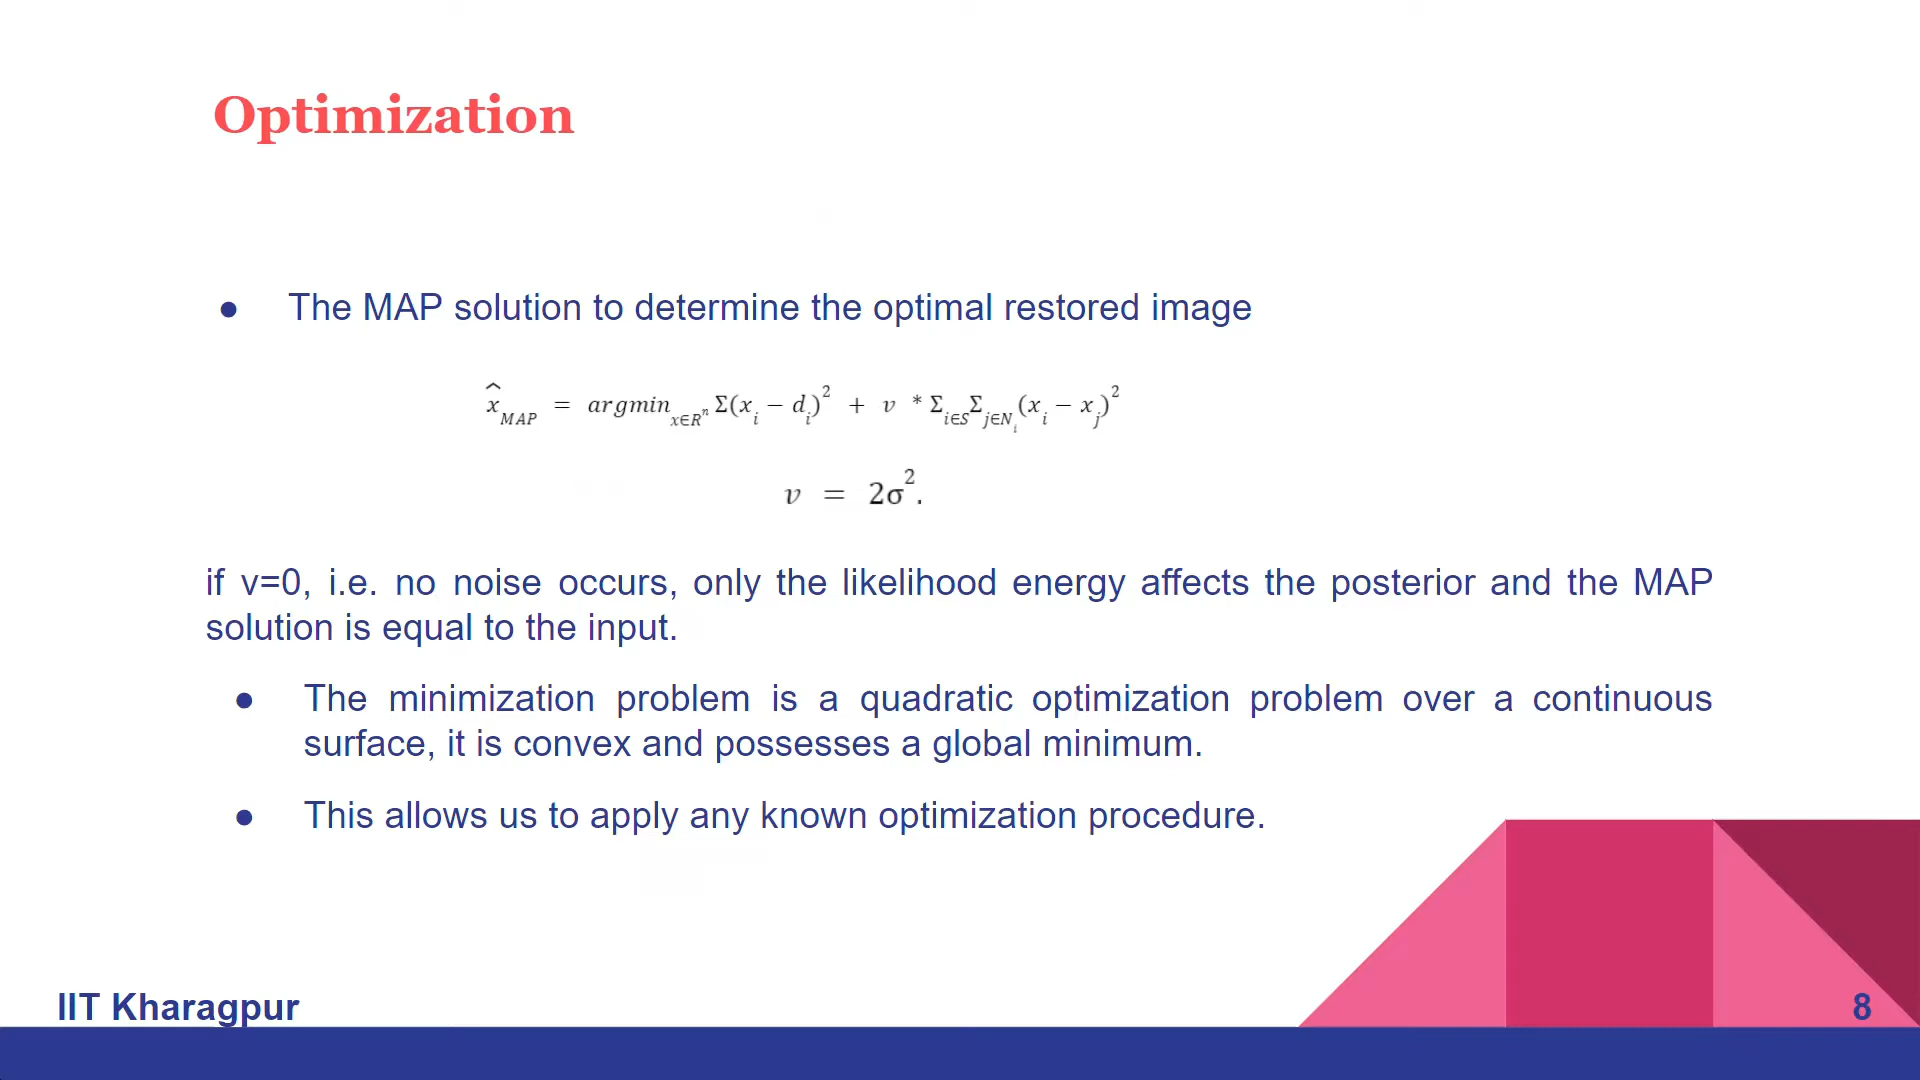 Optimization
● The MAP solution to determine the optimal restored image
x̂_MAP = argmin_{x∈R^n} Σ(x_i − d_i)^2 + v * Σ_{i∈S} Σ_{j∈N_i} (x_i − x_j)^2
v = 2σ^2.
if v=0, i.e. no noise occurs, only the likelihood energy affects the posterior and the MAP
solution is equal to the input.
● The minimization problem is a quadratic optimization problem over a continuous
surface, it is convex and possesses a global minimum.
● This allows us to apply any known optimization procedure.
IIT Kharagpur
8